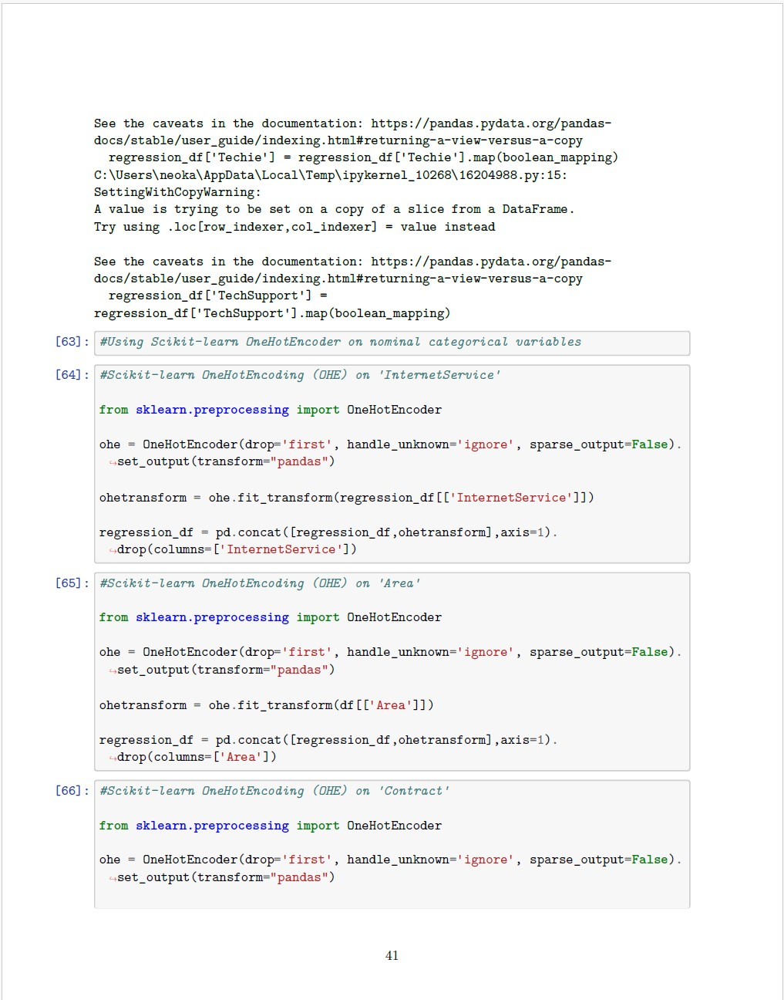 See the caveats in the documentation: https://pandas.pydata.org/pandas-
docs/stable/user_guide/indexing.html#returning-a-view-versus-a-copy
  regression_df['Techie'] = regression_df['Techie'].map(boolean_mapping)
C:\Users\neoka\AppData\Local\Temp\ipykernel_10268\16204988.py:15:
SettingWithCopyWarning:
A value is trying to be set on a copy of a slice from a DataFrame.
Try using .loc[row_indexer,col_indexer] = value instead

See the caveats in the documentation: https://pandas.pydata.org/pandas-
docs/stable/user_guide/indexing.html#returning-a-view-versus-a-copy
  regression_df['TechSupport'] =
regression_df['TechSupport'].map(boolean_mapping)
[63]: #Using Scikit-learn OneHotEncoder on nominal categorical variables
[64]: #Scikit-learn OneHotEncoding (OHE) on 'InternetService'

from sklearn.preprocessing import OneHotEncoder

ohe = OneHotEncoder(drop='first', handle_unknown='ignore', sparse_output=False).
↪set_output(transform="pandas")

ohetransform = ohe.fit_transform(regression_df[['InternetService']])

regression_df = pd.concat([regression_df,ohetransform],axis=1).
↪drop(columns=['InternetService'])
[65]: #Scikit-learn OneHotEncoding (OHE) on 'Area'

from sklearn.preprocessing import OneHotEncoder

ohe = OneHotEncoder(drop='first', handle_unknown='ignore', sparse_output=False).
↪set_output(transform="pandas")

ohetransform = ohe.fit_transform(df[['Area']])

regression_df = pd.concat([regression_df,ohetransform],axis=1).
↪drop(columns=['Area'])
[66]: #Scikit-learn OneHotEncoding (OHE) on 'Contract'

from sklearn.preprocessing import OneHotEncoder

ohe = OneHotEncoder(drop='first', handle_unknown='ignore', sparse_output=False).
↪set_output(transform="pandas")

41